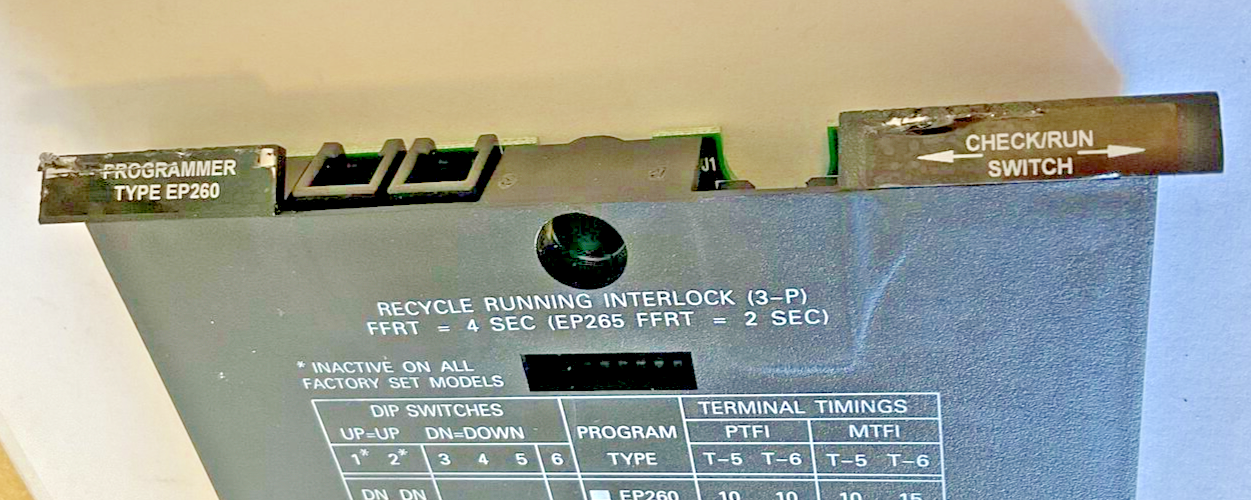 PROGRAMMER
TYPE EP260
J1
CHECK/RUN
SWITCH
RECYCLE RUNNING INTERLOCK (3-P)
FFRT = 4 SEC (EP265 FFRT = 2 SEC)
* INACTIVE ON ALL
FACTORY SET MODELS
DIP SWITCHES
UP=UP DN=DOWN
1* 2* 3 4 5 6
PROGRAM
TYPE
TERMINAL TIMINGS
PTFI MTFI
T-5 T-6 T-5 T-6
DN DN EP260 10 10 10 15